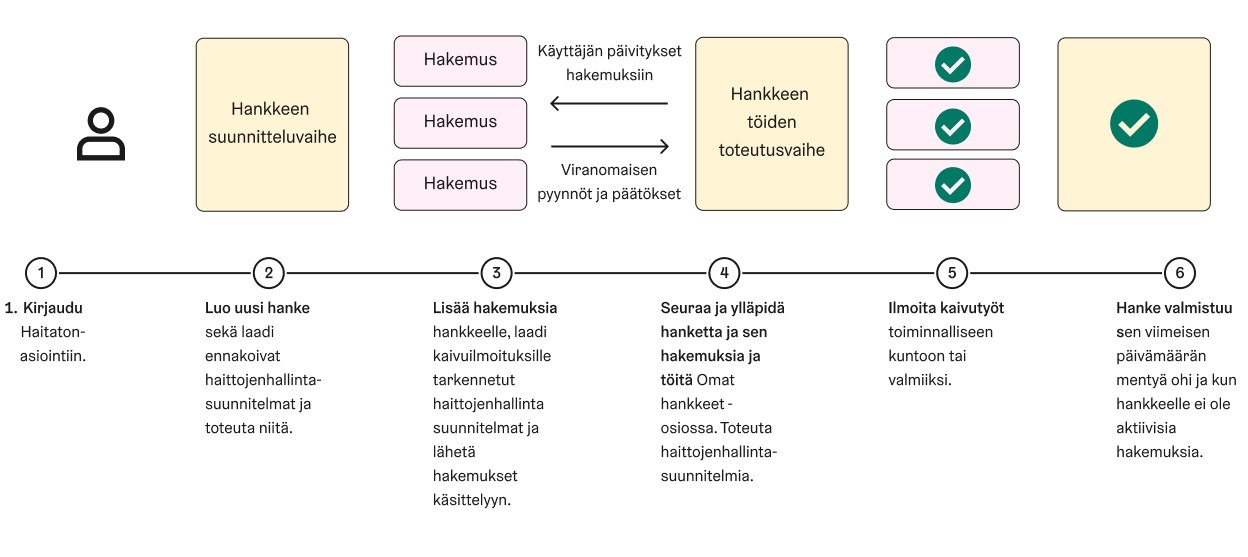 Hankkeen
suunnitteluvaihe
Hakemus
Hakemus
Hakemus
Käyttäjän päivitykset
hakemuksiin
Viranomaisen
pyynnöt ja päätökset
Hankkeen
töiden
toteutusvaihe
1
2
3
4
5
6
1. Kirjaudu
Haitaton-
asiointiin.
Luo uusi hanke
sekä laadi
ennakoivat
haittojenhallinta-
suunnitelmat ja
toteuta niitä.
Lisää hakemuksia
hankkeelle, laadi
kaivuilmoituksille
tarkennetut
haittojenhallinta
suunnitelmat ja
lähetä
hakemukset
käsittelyyn.
Seuraa ja ylläpidä
hanketta ja sen
hakemuksia ja
töitä Omat
hankkeet -
osiossa. Toteuta
haittojenhallinta-
suunnitelmia.
Ilmoita kaivutyöt
toiminnalliseen
kuntoon tai
valmiiksi.
Hanke valmistuu
sen viimeisen
päivämäärän
mentyä ohi ja kun
hankkeelle ei ole
aktiivisia
hakemuksia.